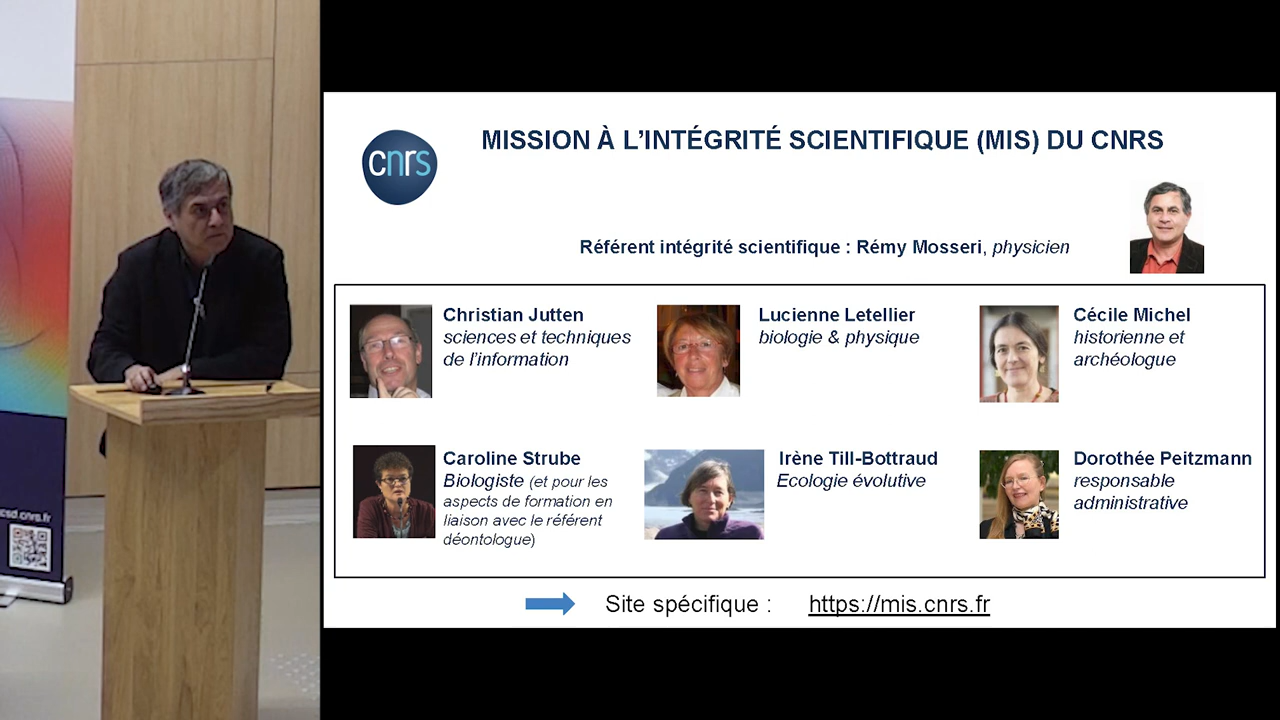 MISSION À L'INTÉGRITÉ SCIENTIFIQUE (MIS) DU CNRS
cnrs
Référent intégrité scientifique : Rémy Mosseri, physicien
Christian Jutten
sciences et techniques
de l'information
Lucienne Letellier
biologie & physique
Cécile Michel
historienne et
archéologue
Caroline Strube
Biologiste (et pour les
aspects de formation en
liaison avec le référent
déontologue)
Irène Till-Bottraud
Ecologie évolutive
Dorothée Peitzmann
responsable
administrative
Site spécifique : https://mis.cnrs.fr
csd.cnrs.fr